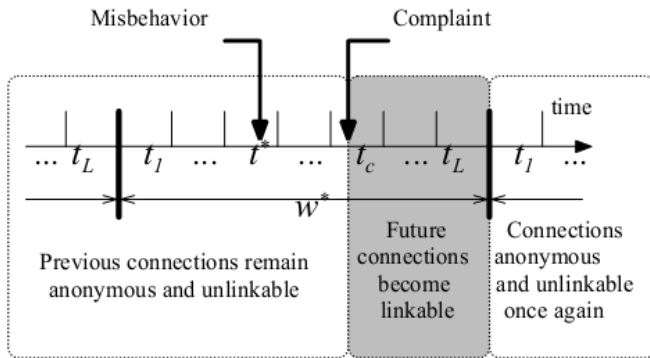 Misbehavior Complaint
time
... t_L t_1 ... t* ... t_c ... t_L t_1 ...
w*
Previous connections remain
anonymous and unlinkable
Future
connections
become
linkable
Connections
anonymous
and unlinkable
once again